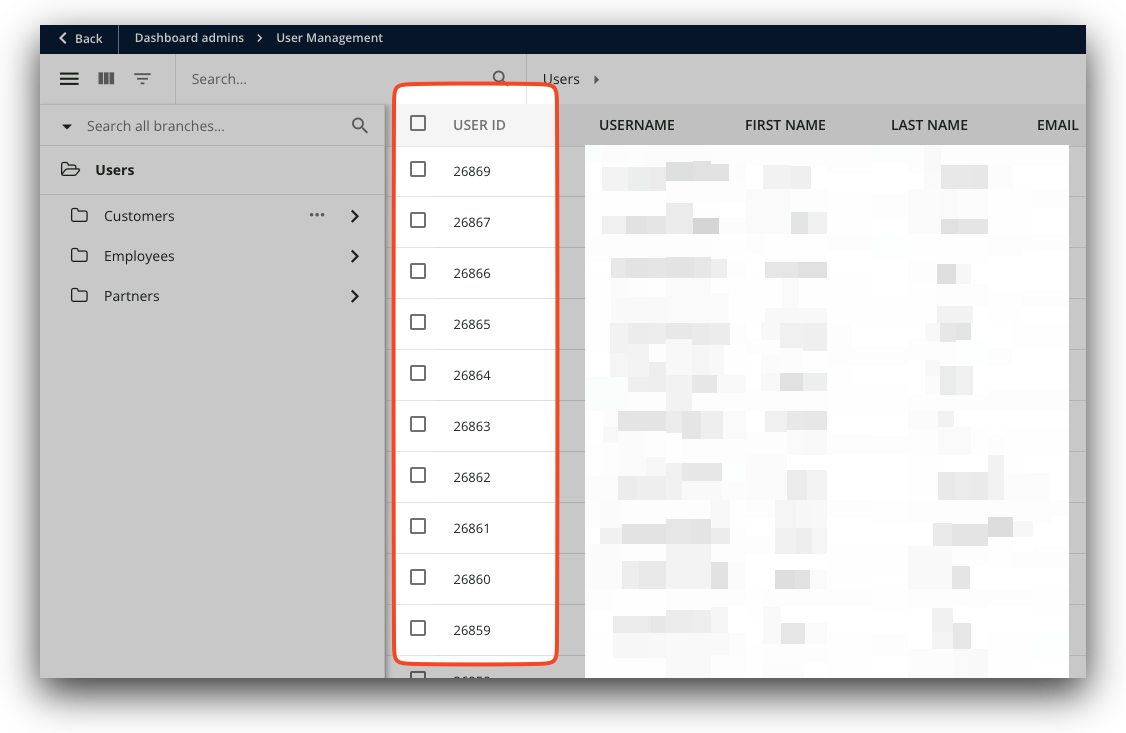 Back Dashboard admins > User Management
Search... Users
Search all branches...
Users
Customers
Employees
Partners
USER ID USERNAME FIRST NAME LAST NAME EMAIL
26869
26867
26866
26865
26864
26863
26862
26861
26860
26859